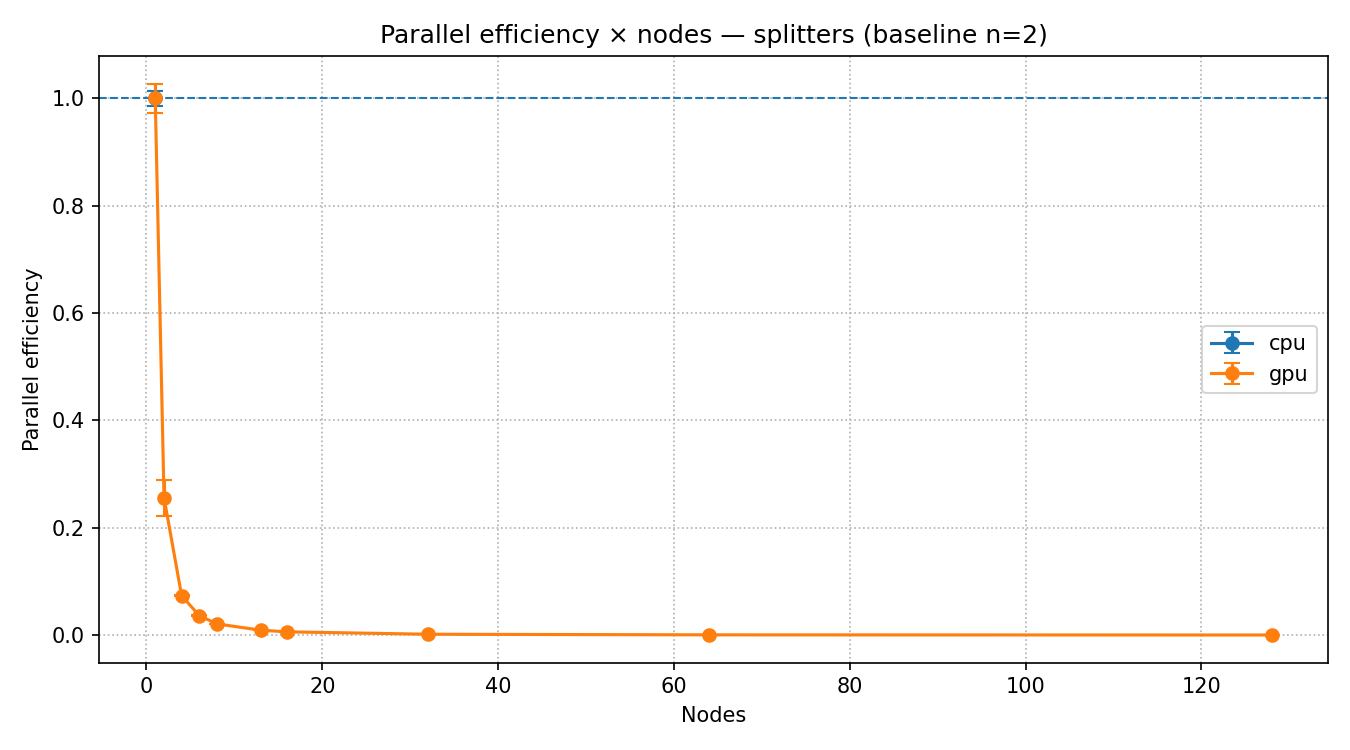 Parallel efficiency × nodes — splitters (baseline n=2)
Parallel efficiency
1.0
0.8
0.6
0.4
0.2
0.0
cpu
gpu
0 20 40 60 80 100 120
Nodes